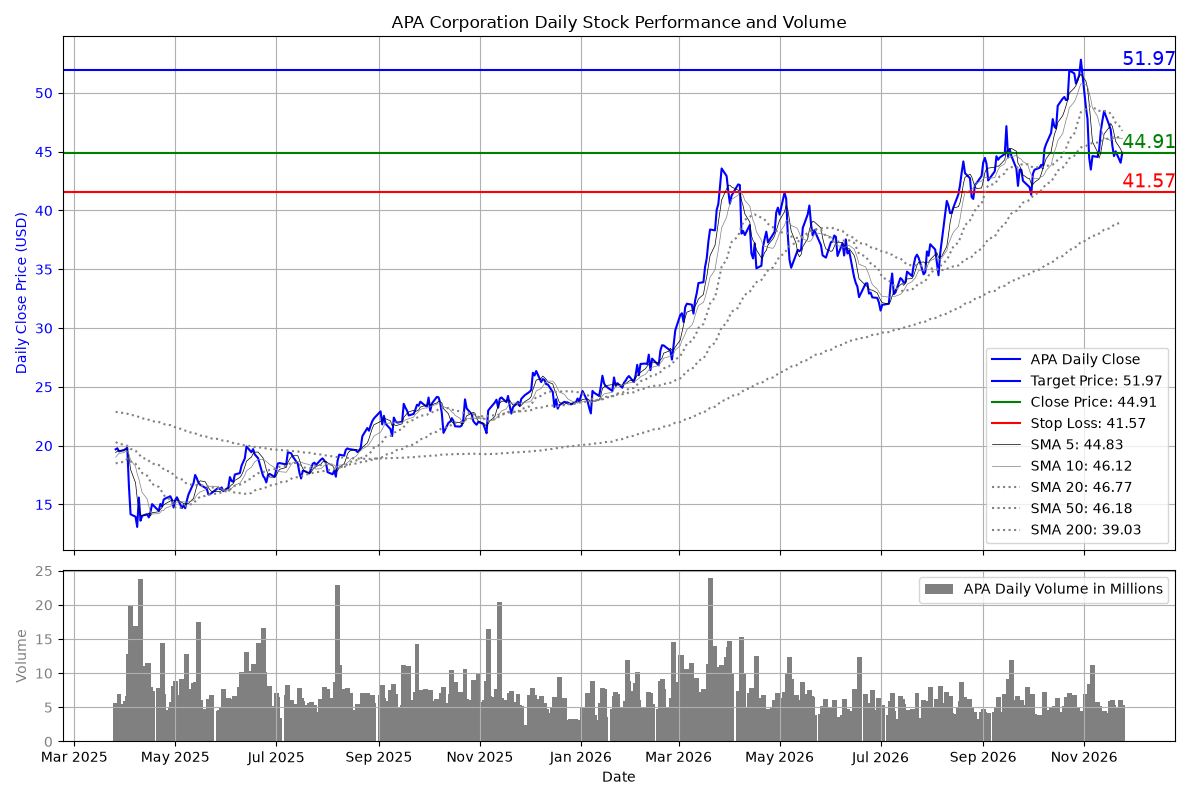 APA Corporation Daily Stock Performance and Volume
51.97
44.91
41.57
Daily Close Price (USD)
50
45
40
35
30
25
20
15
APA Daily Close
Target Price: 51.97
Close Price: 44.91
Stop Loss: 41.57
SMA 5: 44.83
SMA 10: 46.12
SMA 20: 46.77
SMA 50: 46.18
SMA 200: 39.03
Volume
25
20
15
10
5
0
APA Daily Volume in Millions
Mar 2025 May 2025 Jul 2025 Sep 2025 Nov 2025 Jan 2026 Mar 2026 May 2026 Jul 2026 Sep 2026 Nov 2026
Date